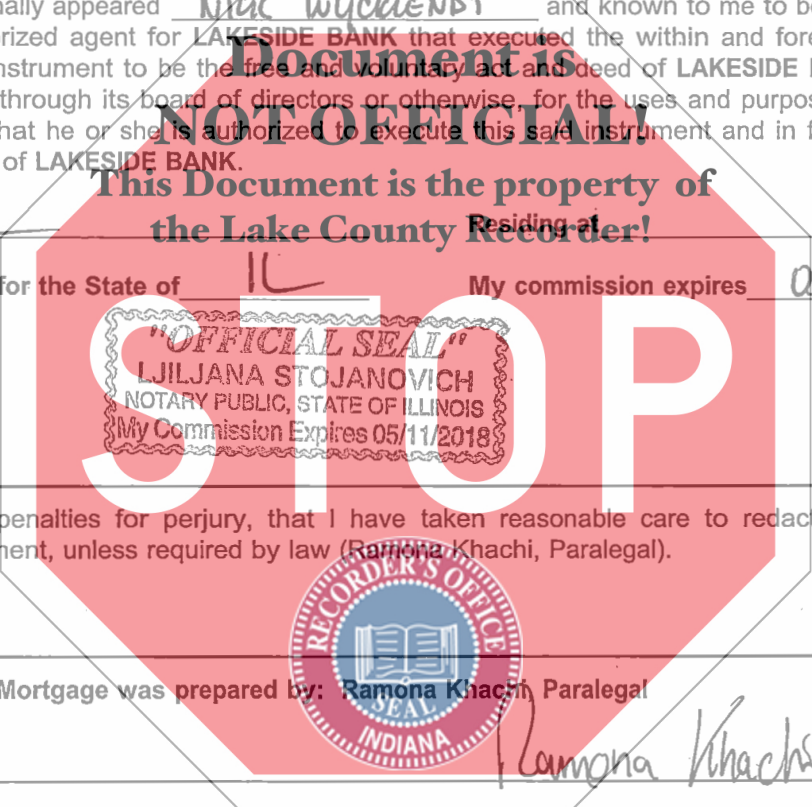 nally appeared NICK and known to me to b
rized agent for LAKESIDE BANK that executed the within and for
nstrument to be the free and voluntary act and deed of LAKESIDE
through its board of directors or otherwise, for the uses and purpos
hat he or she is authorized to execute this said instrument and in f
of LAKESIDE BANK.
Document is
NOT OFFICIAL!
This Document is the property of
the Lake County Recorder!
Residing at
for the State of IL My commission expires
STOP
"OFFICIAL SEAL"
LJILJANA STOJANOVICH
NOTARY PUBLIC, STATE OF ILLINOIS
My Commission Expires 05/11/2018
penalties for perjury, that I have taken reasonable care to redac
nent, unless required by law (Ramona Khachi, Paralegal).
RECORDER'S OFFICE
SEAL
INDIANA
Mortgage was prepared by: Ramona Khachi, Paralegal
Ramona Khachi